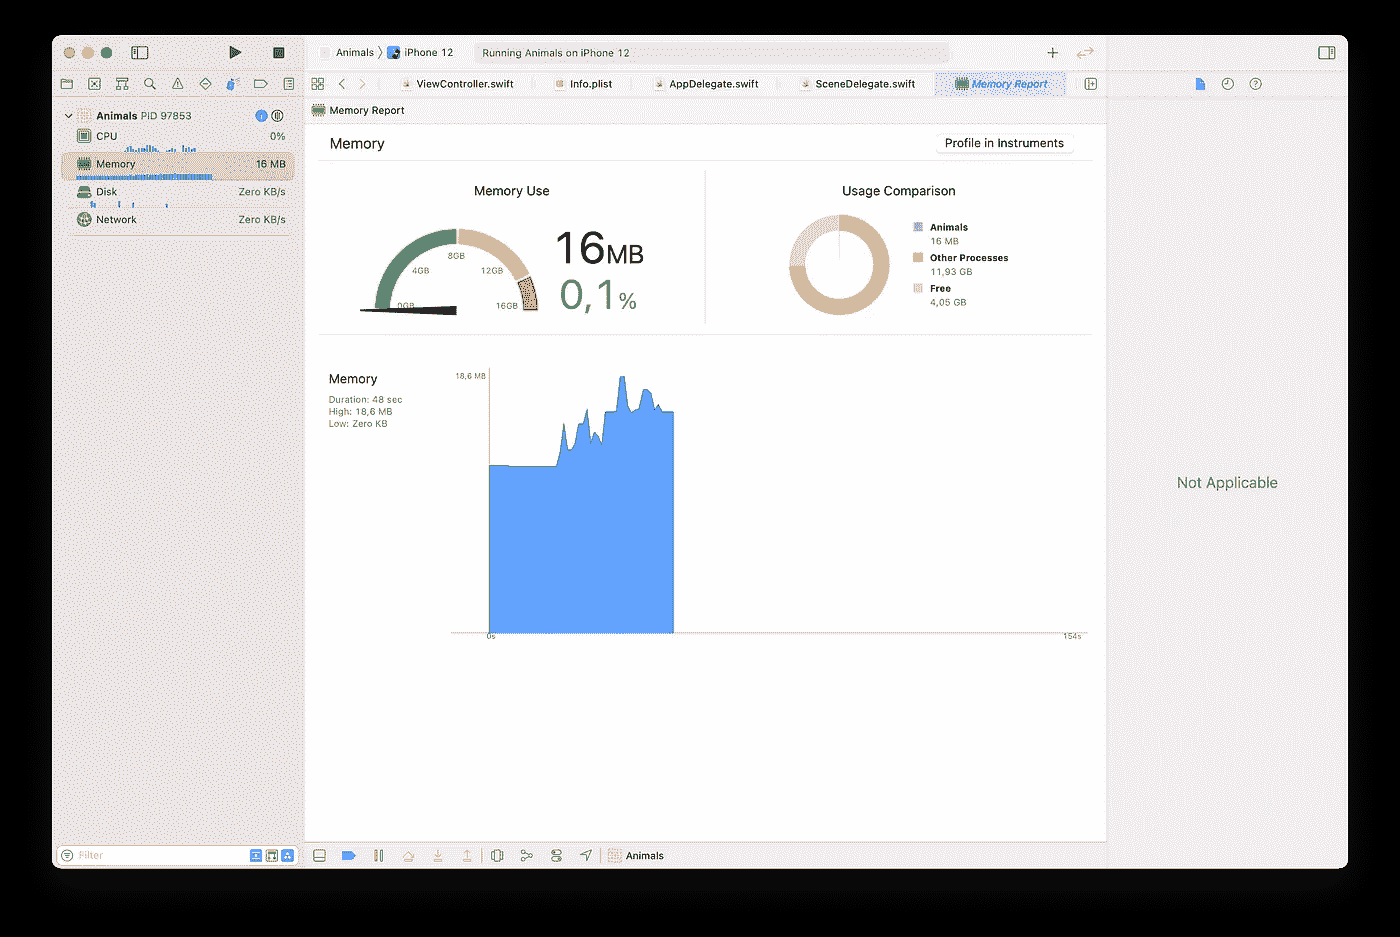 Animals 〉 iPhone 12
Running Animals on iPhone 12
ViewController.swift
Info.plist
AppDelegate.swift
SceneDelegate.swift
Memory Report
Animals PID 97853
CPU 0%
Memory 16 MB
Disk Zero KB/s
Network Zero KB/s
Filter
Memory Report
Memory
Profile in Instruments
Memory Use
0GB
4GB
8GB
12GB
16GB
16MB
0,1%
Usage Comparison
Animals
16 MB
Other Processes
11,93 GB
Free
4,05 GB
Memory
Duration: 48 sec
High: 18,6 MB
Low: Zero KB
18,6 MB
0s
154s
Animals
Not Applicable